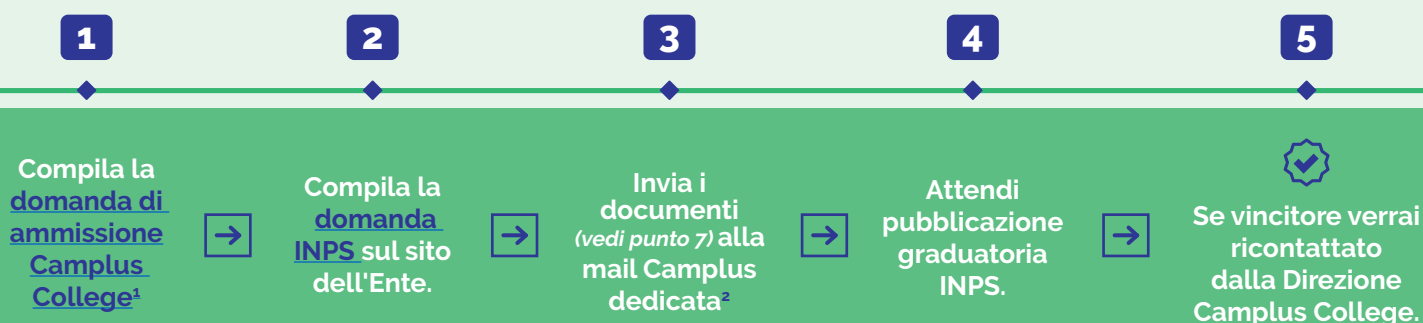 1
2
3
4
5
Compila la
domanda di
ammissione
Camplus
College¹
Compila la
domanda
INPS sul sito
dell'Ente.
Invia i
documenti
(vedi punto 7) alla
mail Camplus
dedicata²
Attendi
pubblicazione
graduatoria
INPS.
Se vincitore verrai
ricontattato
dalla Direzione
Camplus College.